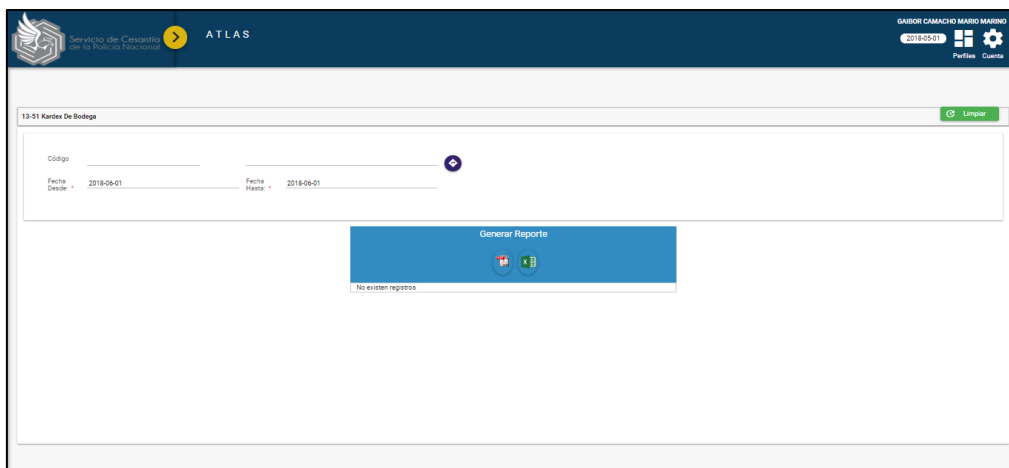 Servicio de Cesantía
de la Policía Nacional
ATLAS
GAIBOR CAMACHO MARIO MARINO
2018-05-01
Perfiles Cuenta
13-51 Kardex De Bodega
Limpiar
Código
Fecha Desde: * 2018-06-01 Fecha Hasta: * 2018-06-01
Generar Reporte
No existen registros